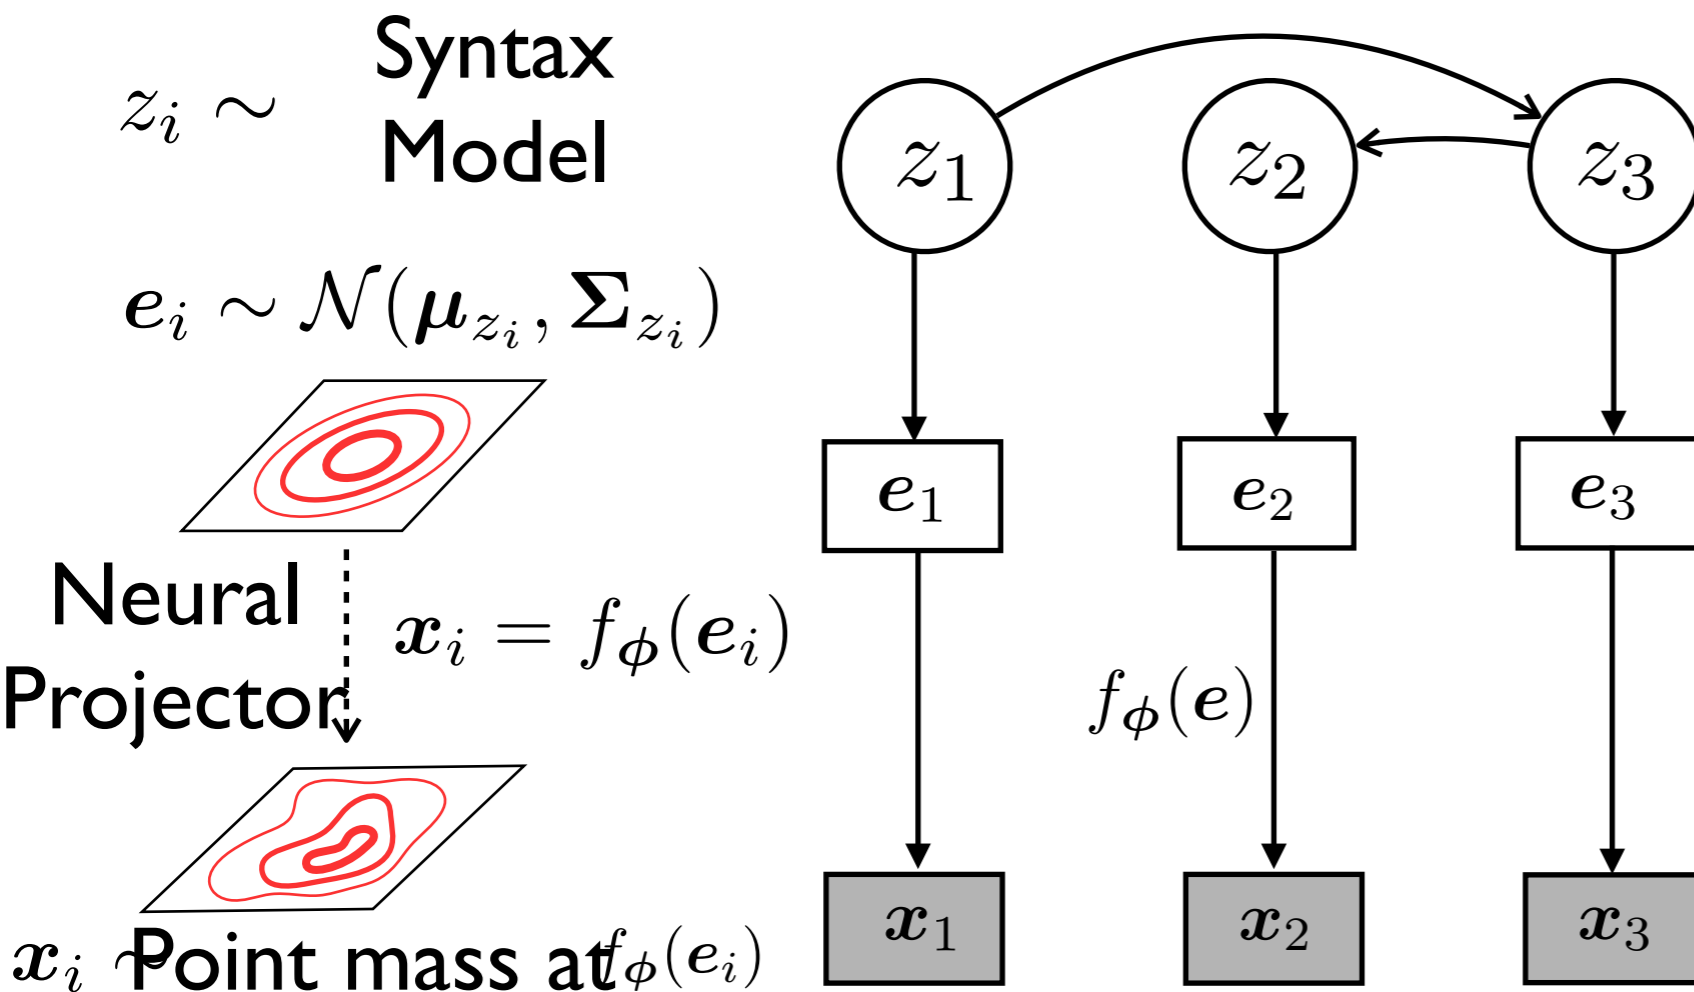 Syntax
z_i ∼
Model
e_i ∼ 𝒩(μ_{z_i}, Σ_{z_i})
Neural
Projector
x_i = f_ϕ(e_i)
x_i ∼ Point mass at f_ϕ(e_i)
z_1 z_2 z_3
e_1 e_2 e_3
f_ϕ(e)
x_1 x_2 x_3